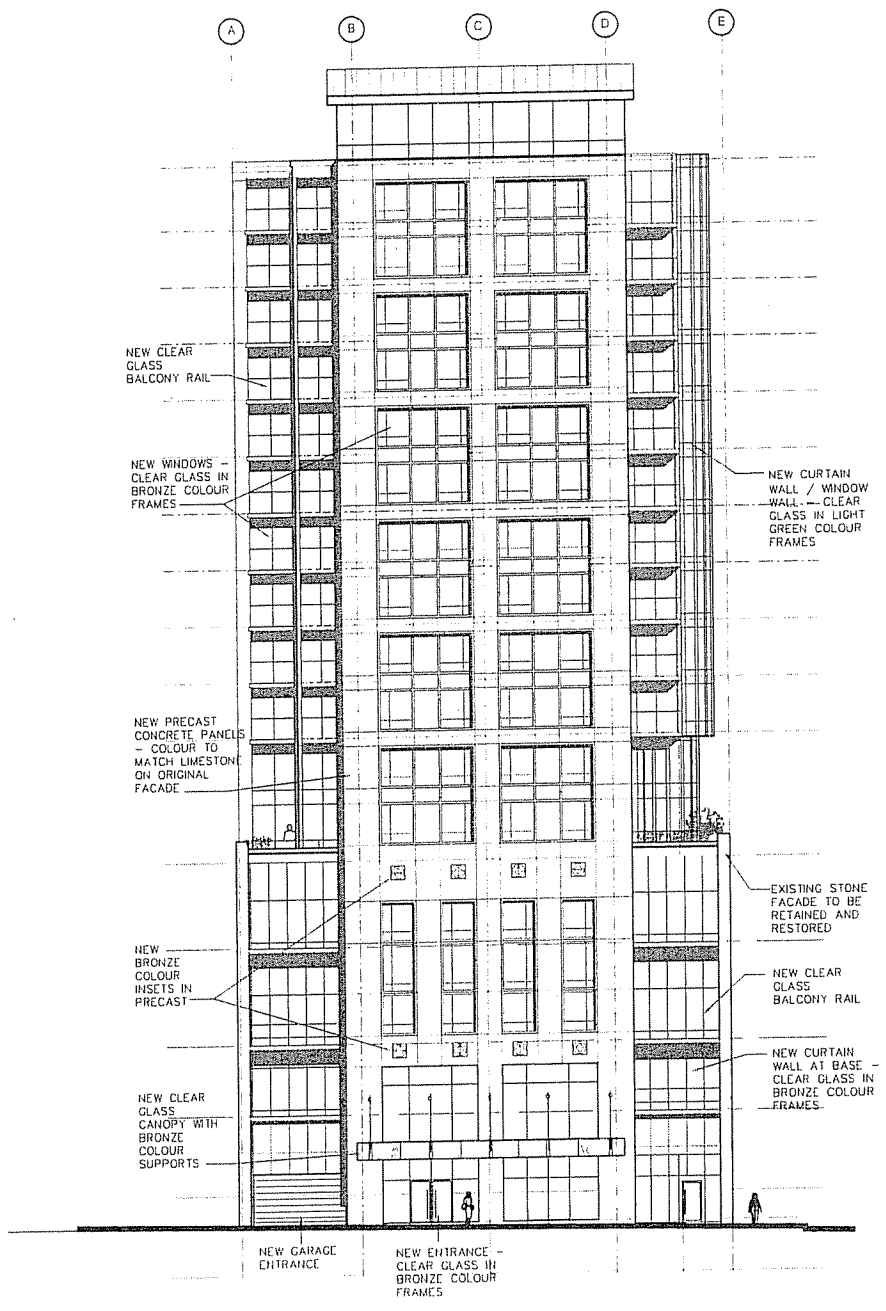 A
B
C
D
E
NEW CLEAR
GLASS
BALCONY RAIL
NEW WINDOWS –
CLEAR GLASS IN
BRONZE COLOUR
FRAMES
NEW PRECAST
CONCRETE PANELS
– COLOUR TO
MATCH LIMESTONE
ON ORIGINAL
FACADE
NEW
BRONZE
COLOUR
INSETS IN
PRECAST
NEW CLEAR
GLASS
CANOPY WITH
BRONZE
COLOUR
SUPPORTS
NEW GARAGE
ENTRANCE
NEW ENTRANCE –
CLEAR GLASS IN
BRONZE COLOUR
FRAMES
NEW CURTAIN
WALL / WINDOW
WALL – CLEAR
GLASS IN LIGHT
GREEN COLOUR
FRAMES
EXISTING STONE
FACADE TO BE
RETAINED AND
RESTORED
NEW CLEAR
GLASS
BALCONY RAIL
NEW CURTAIN
WALL AT BASE –
CLEAR GLASS IN
BRONZE COLOUR
FRAMES